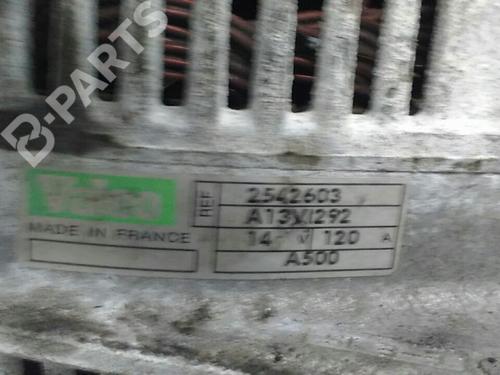 B-PARTS
Valeo
MADE IN FRANCE
REF
2542603
A13VI292
14 V 120 A
A500